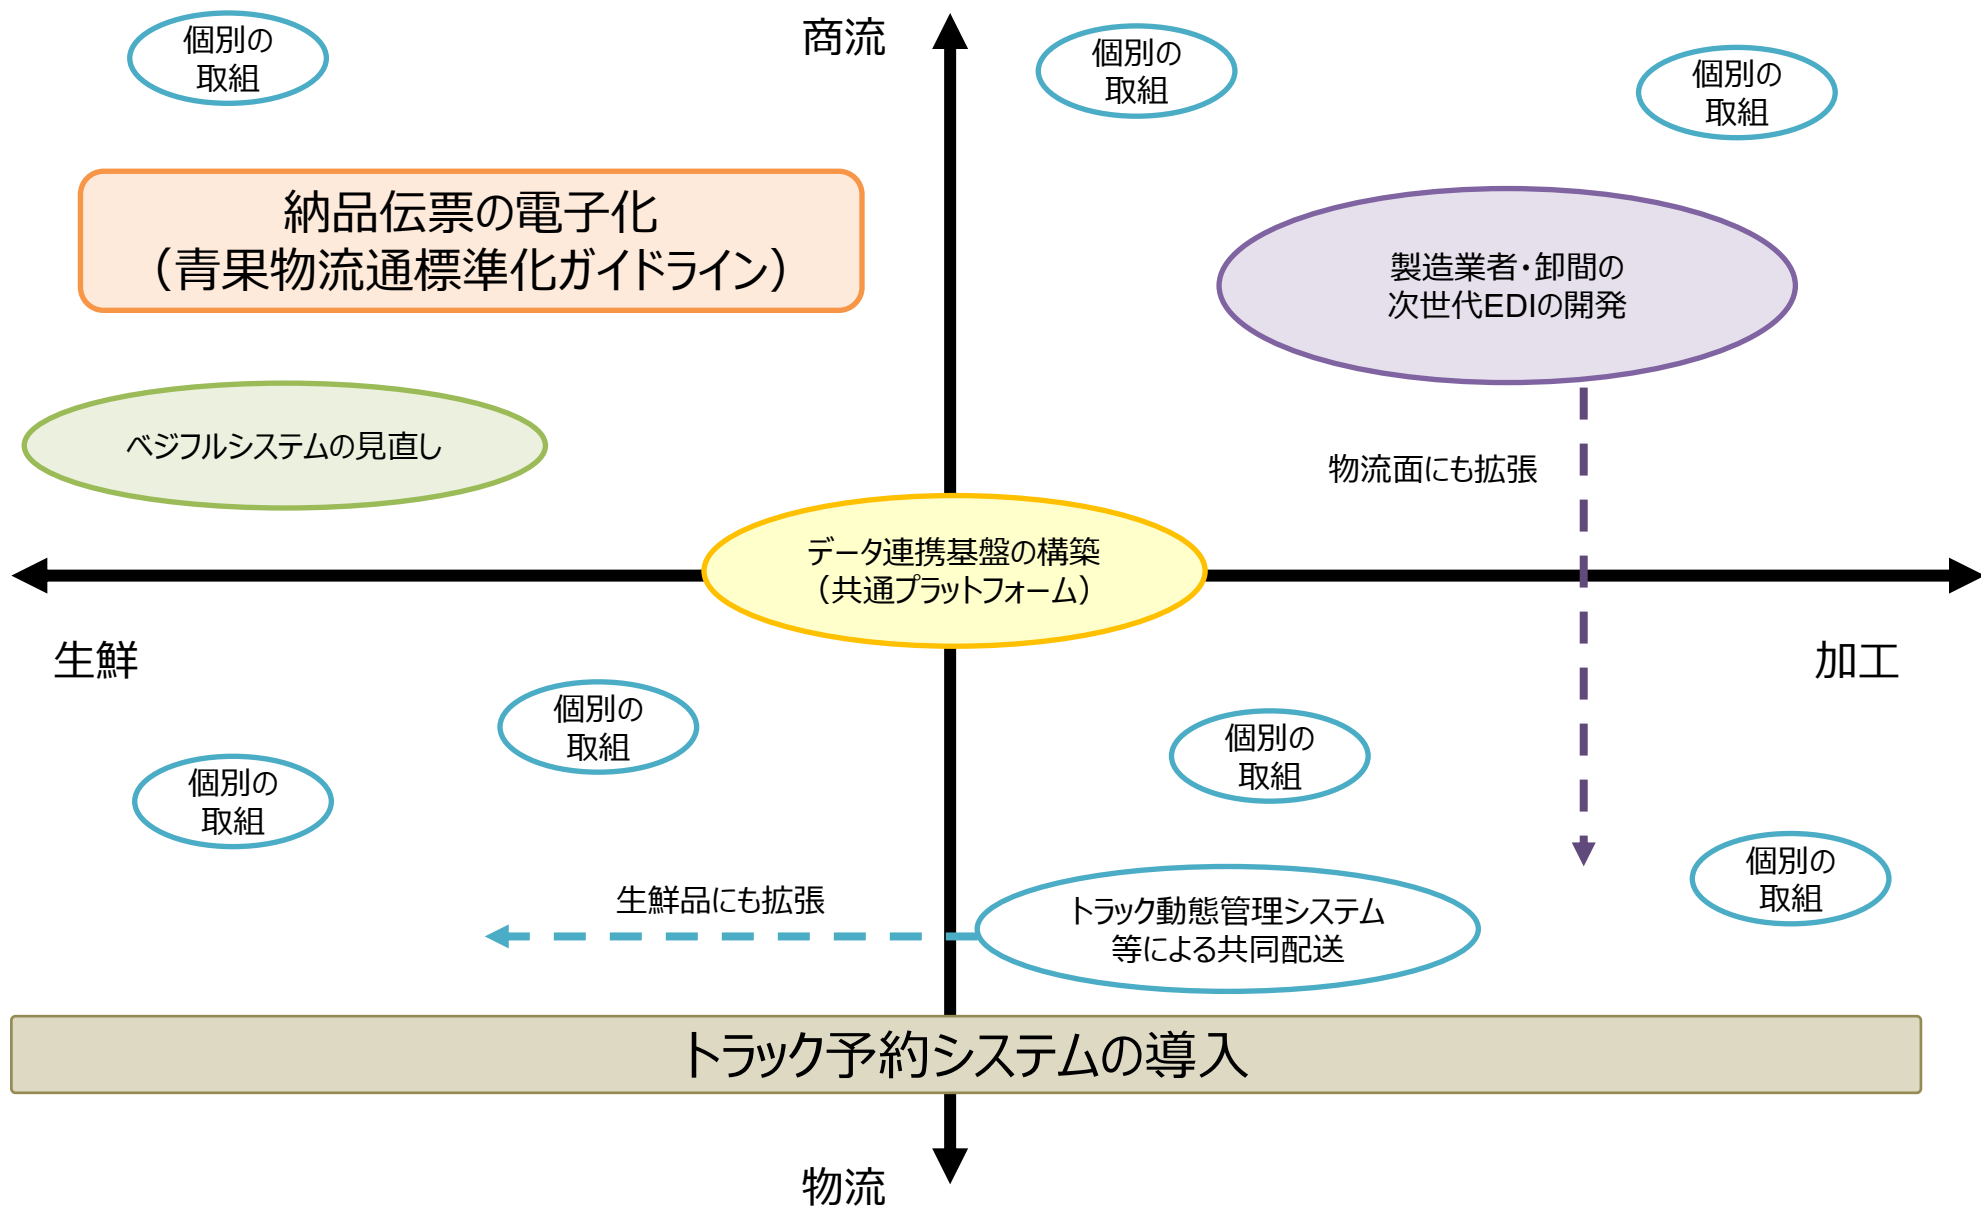 商流
個別の
取組
個別の
取組
個別の
取組
納品伝票の電子化
（青果物流通標準化ガイドライン）
製造業者・卸間の
次世代EDIの開発
ベジフルシステムの見直し
物流面にも拡張
データ連携基盤の構築
（共通プラットフォーム）
生鮮
加工
個別の
取組
個別の
取組
個別の
取組
個別の
取組
生鮮品にも拡張
トラック動態管理システム
等による共同配送
トラック予約システムの導入
物流